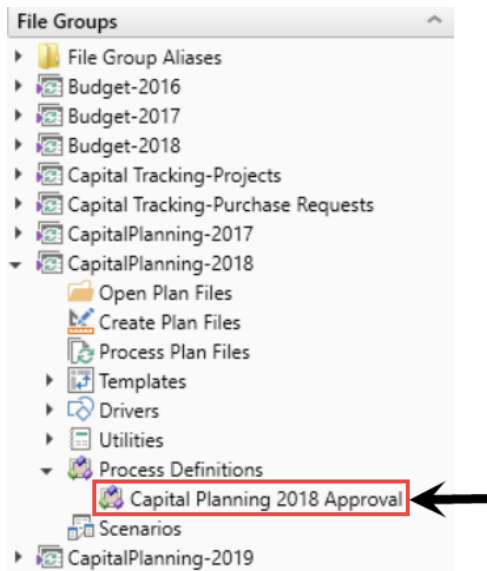 File Groups
File Group Aliases
Budget-2016
Budget-2017
Budget-2018
Capital Tracking-Projects
Capital Tracking-Purchase Requests
CapitalPlanning-2017
CapitalPlanning-2018
Open Plan Files
Create Plan Files
Process Plan Files
Templates
Drivers
Utilities
Process Definitions
Capital Planning 2018 Approval
Scenarios
CapitalPlanning-2019